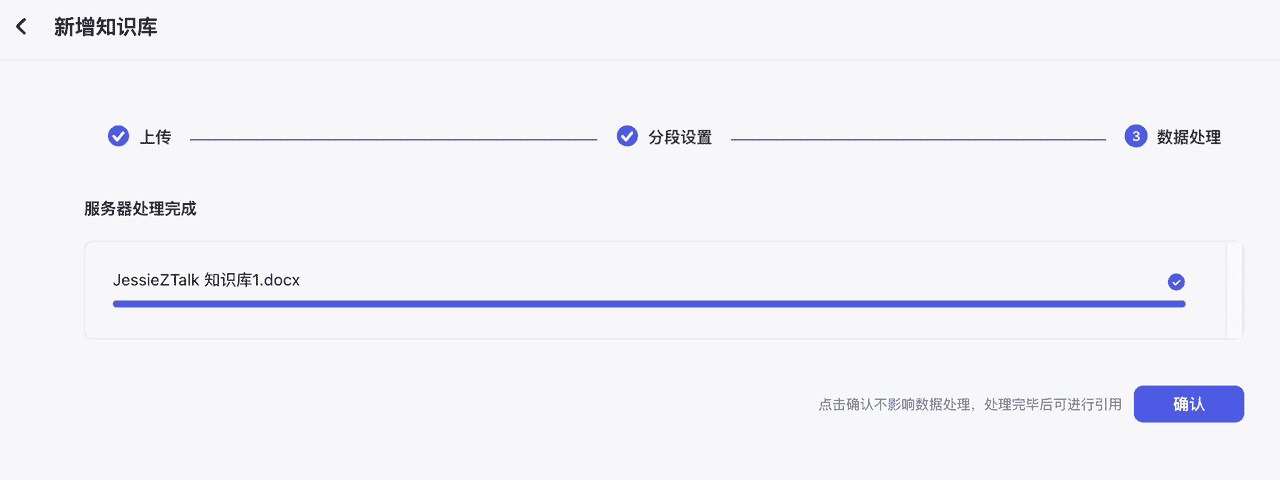 新增知识库
上传
分段设置
3 数据处理
服务器处理完成
JessieZTalk 知识库1.docx
点击确认不影响数据处理，处理完毕后可进行引用
确认